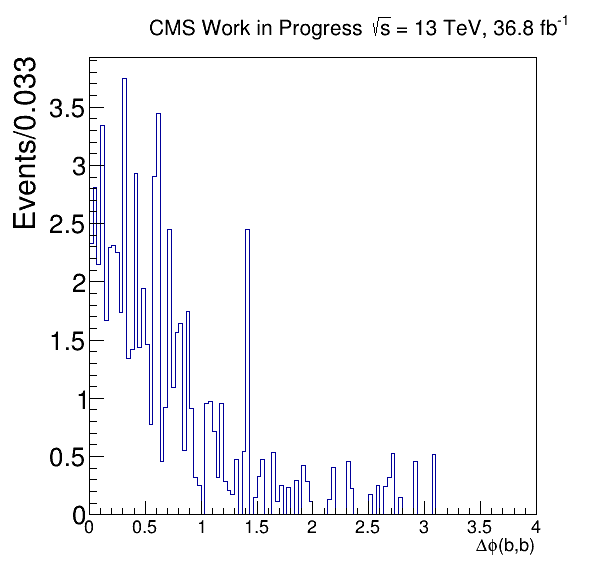 CMS Work in Progress √s = 13 TeV, 36.8 fb⁻¹
Events/0.033
3.5
3
2.5
2
1.5
1
0.5
0
0 0.5 1 1.5 2 2.5 3 3.5 4
Δϕ(b,b)